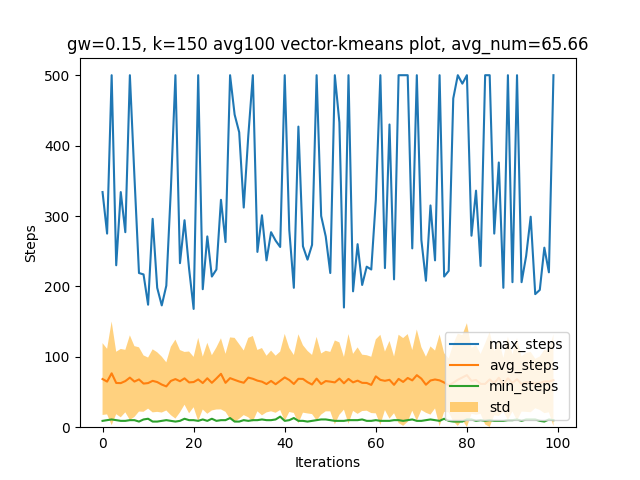 gw=0.15, k=150 avg100 vector-kmeans plot, avg_num=65.66
500
400
300
200
100
0
Steps
max_steps
avg_steps
min_steps
std
0 20 40 60 80 100
Iterations